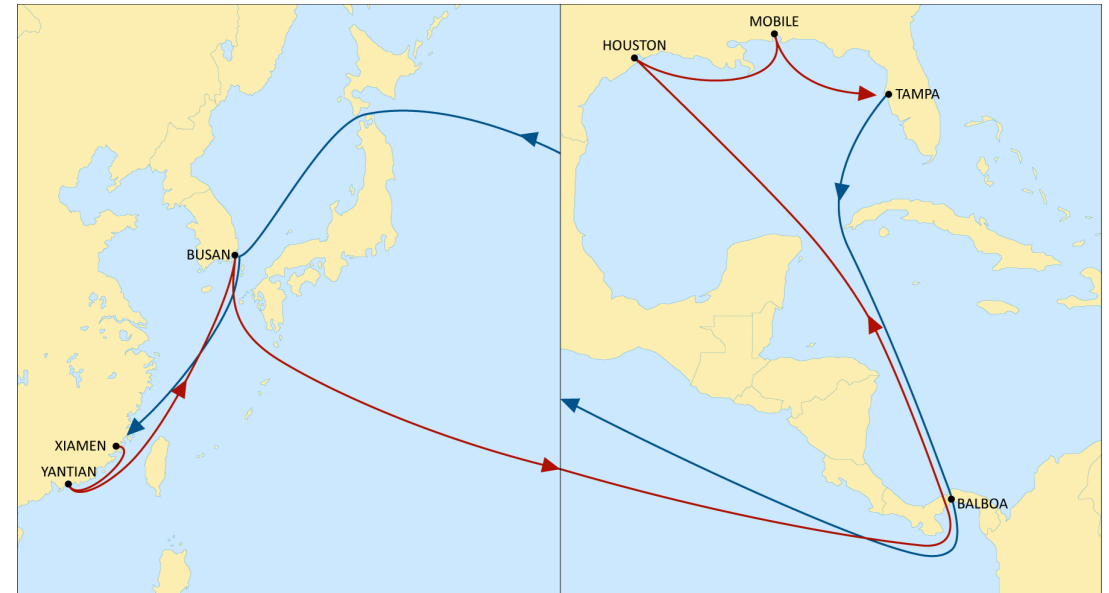 MOBILE
HOUSTON
TAMPA
BUSAN
XIAMEN
YANTIAN
BALBOA